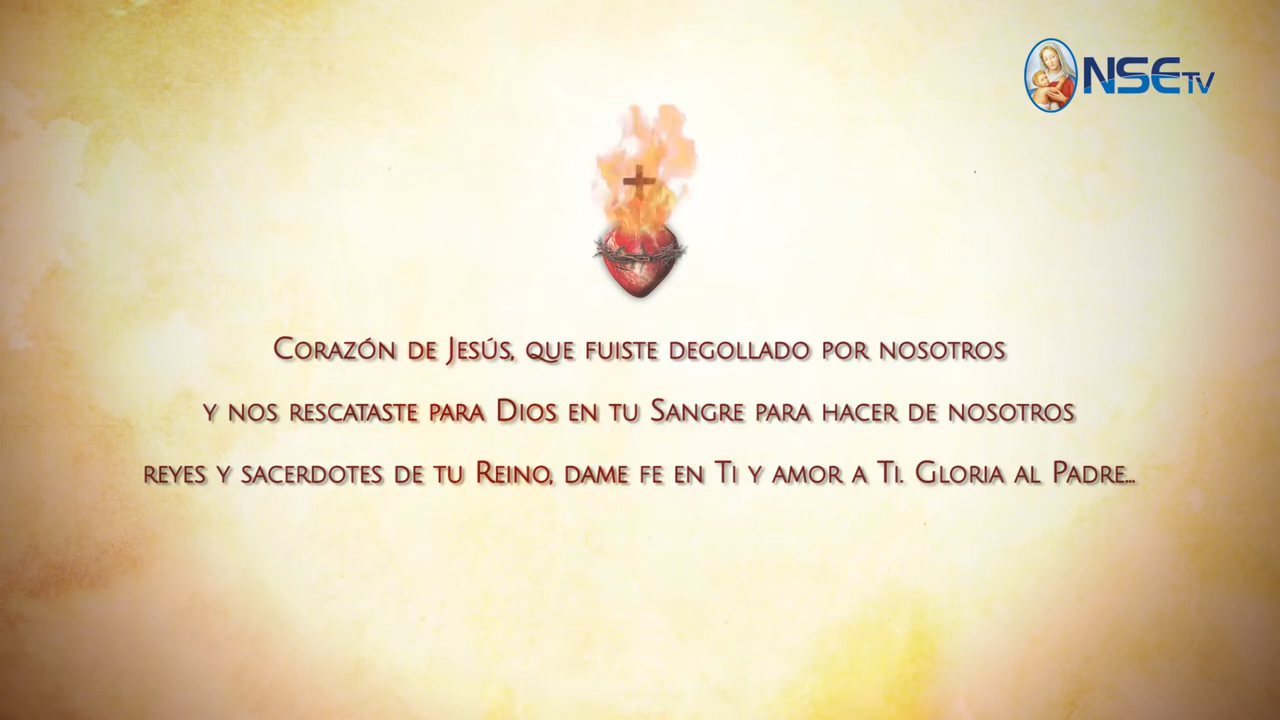 NSETV
Corazón de Jesús, que fuiste degollado por nosotros
y nos rescataste para Dios en tu Sangre para hacer de nosotros
reyes y sacerdotes de tu Reino, dame fe en Ti y amor a Ti. Gloria al Padre...